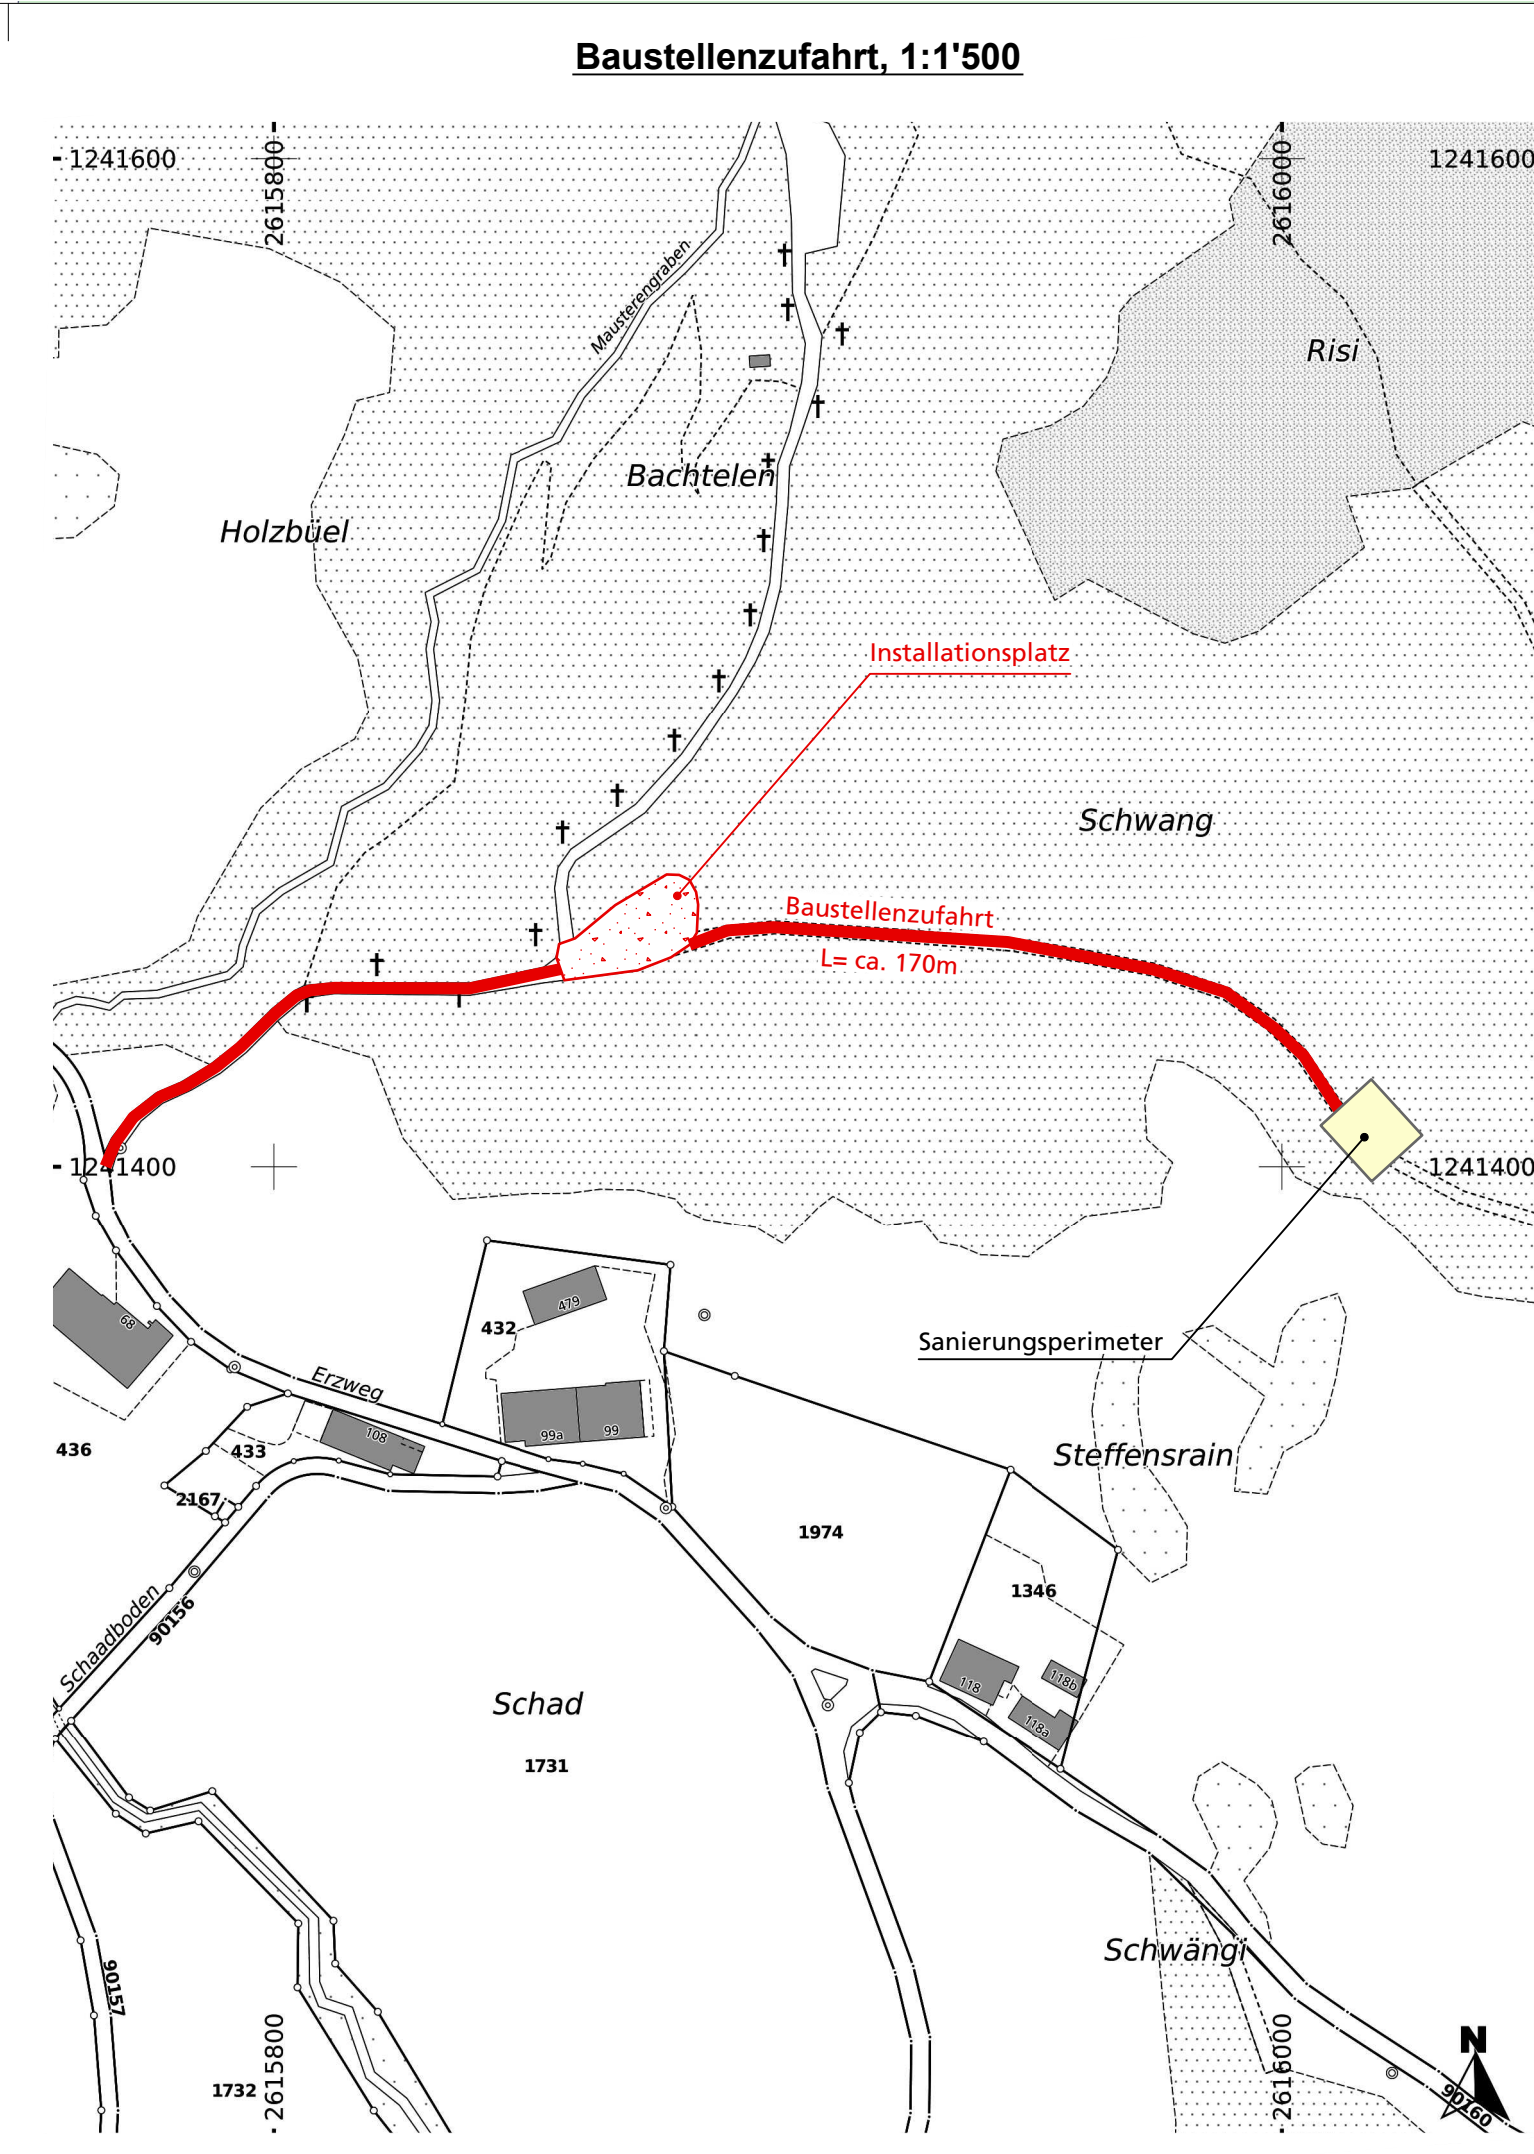 Baustellenzufahrt, 1:1'500
1241600
2615800
2616000
1241600
Mausterengraben
Risi
Bachtelen
Holzbüel
Installationsplatz
Schwang
Baustellenzufahrt
L= ca. 170m
1241400
1241400
479
432
68
Sanierungsperimeter
Erzweg
99a
99
108
436
433
Steffensrain
2167
1974
1346
Schaadboden
90156
118
118b
118a
Schad
1731
Schwängi
90157
2615800
2616000
N
1732
90160